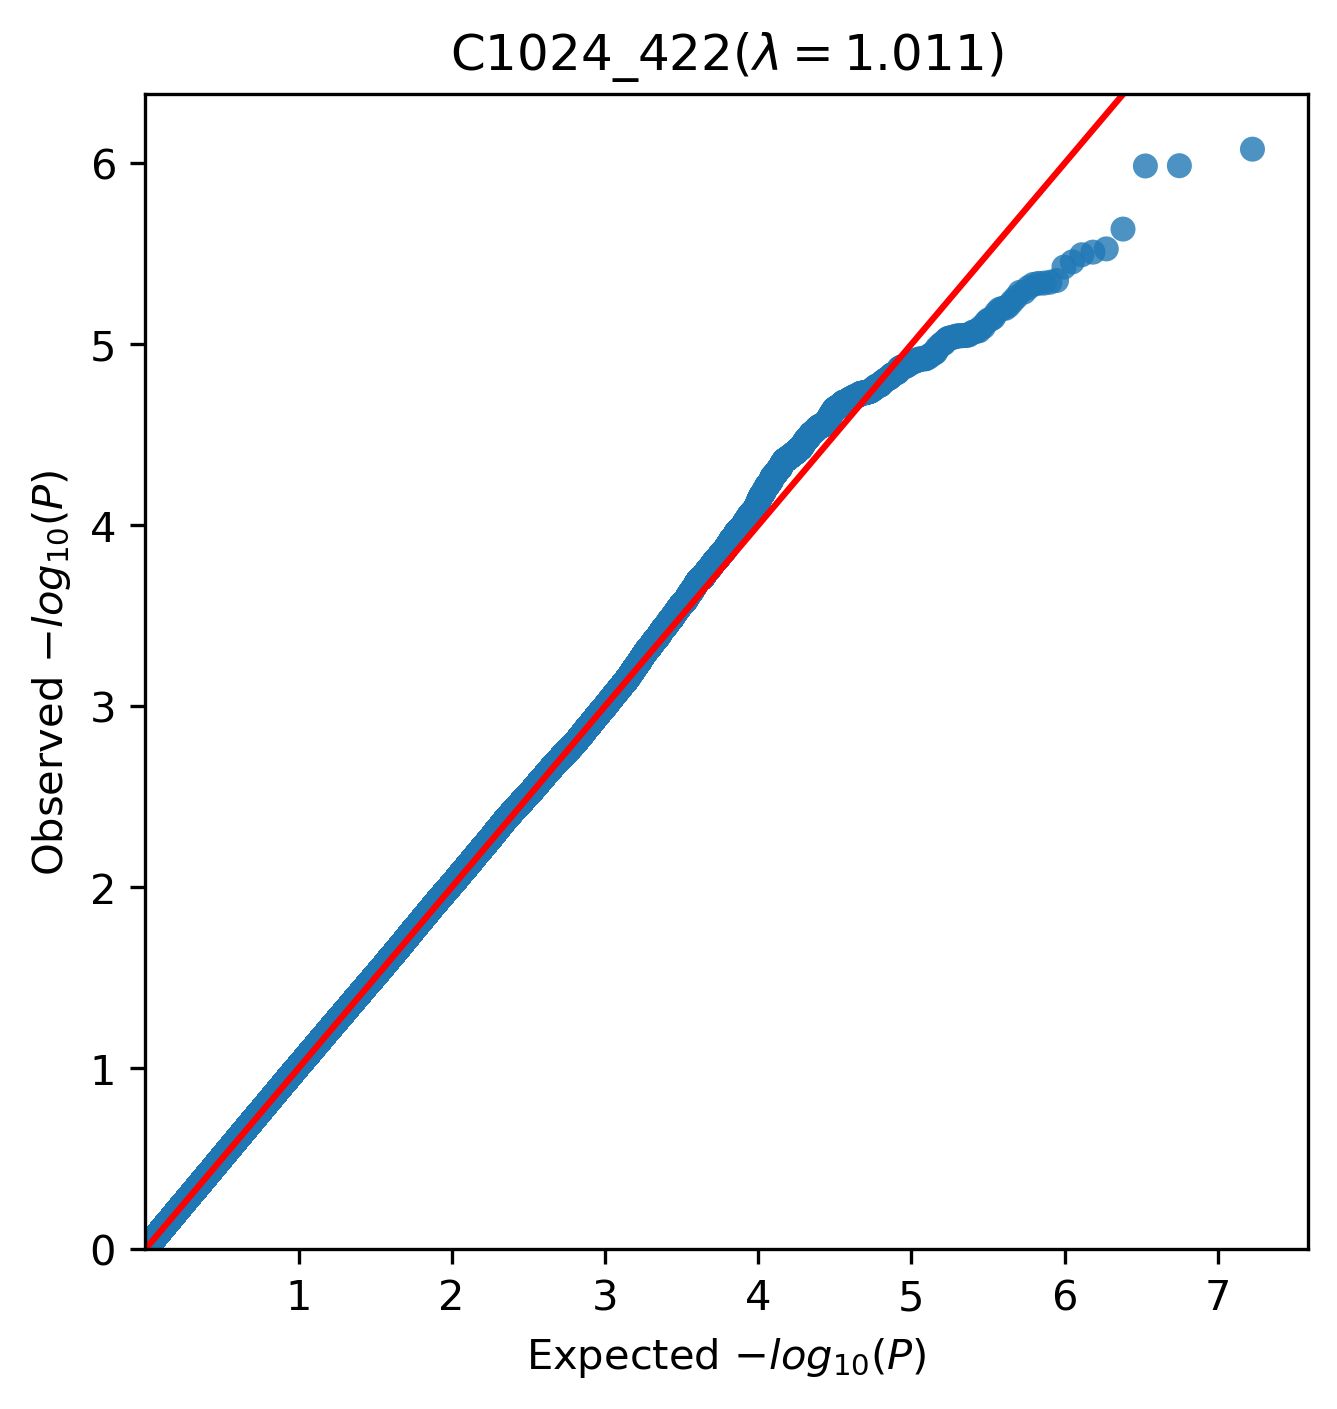 C1024_422(λ = 1.011)
Observed −log₁₀(P)
6
5
4
3
2
1
0
1 2 3 4 5 6 7
Expected −log₁₀(P)